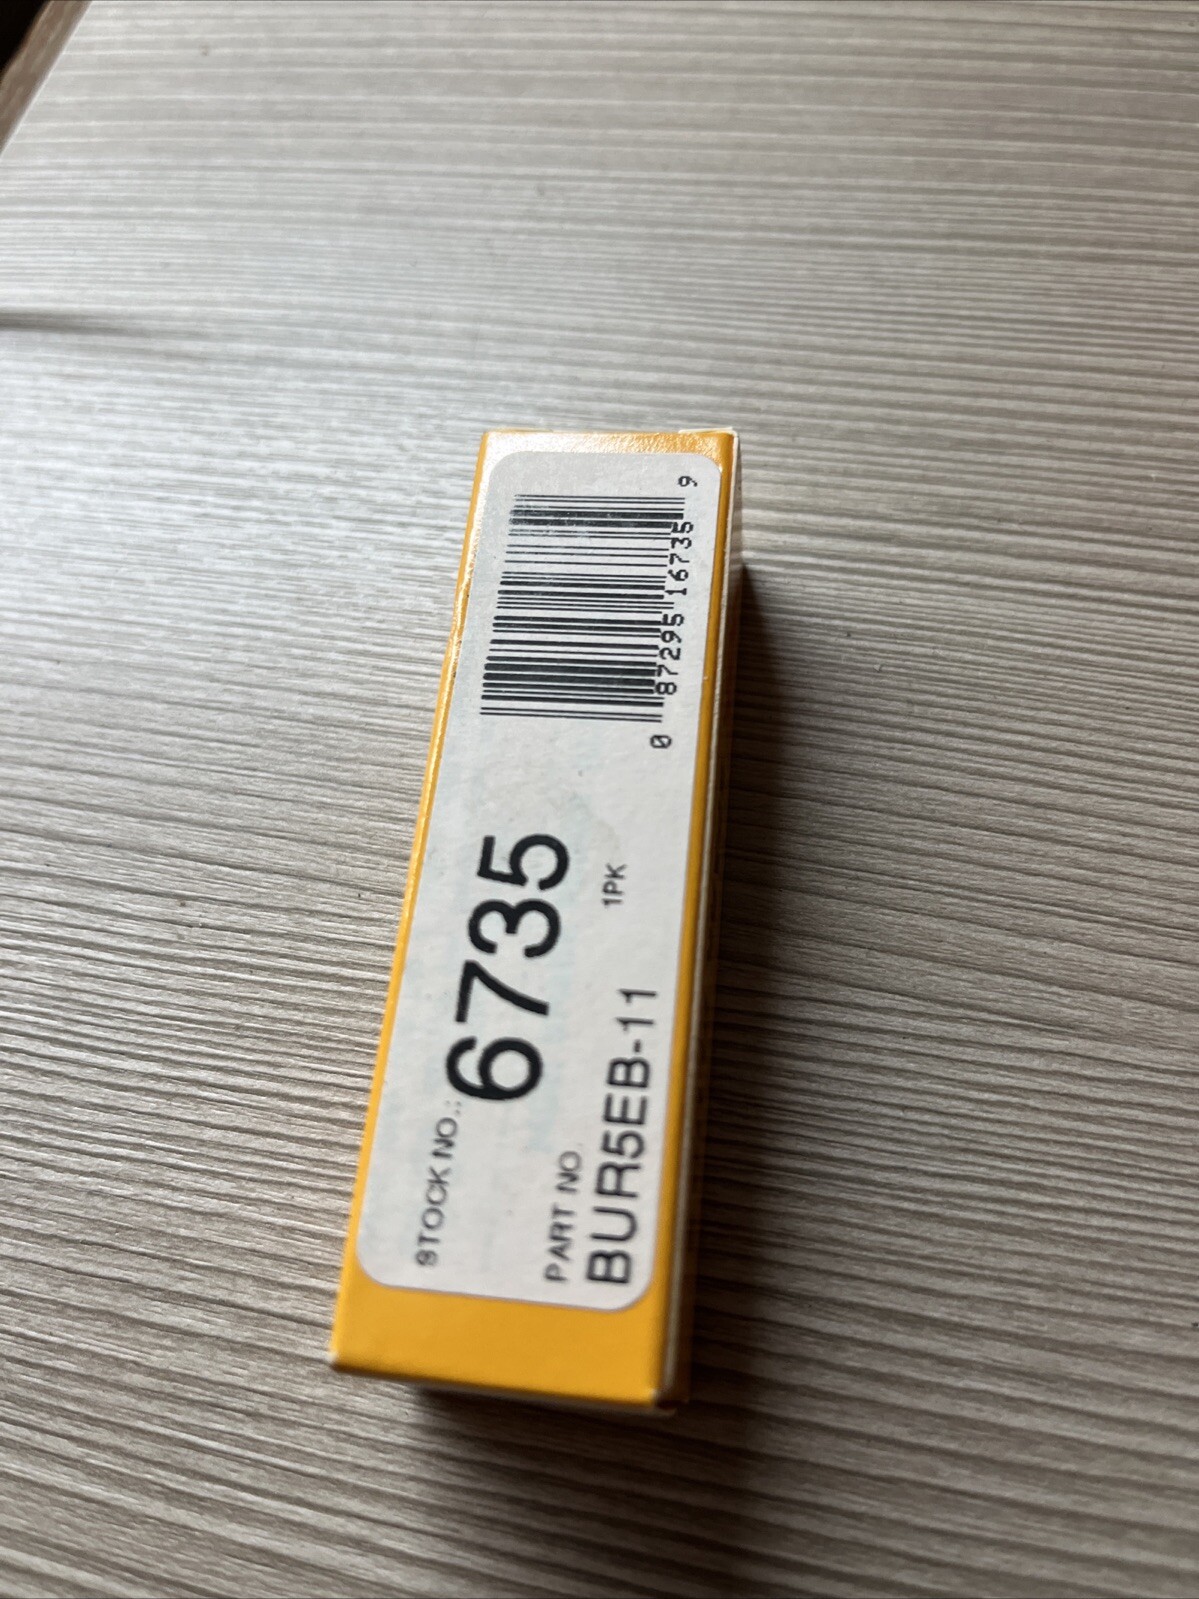 STOCK NO.:
6735
PART NO
BUR5EB-11
1PK
0 87295 16735 9